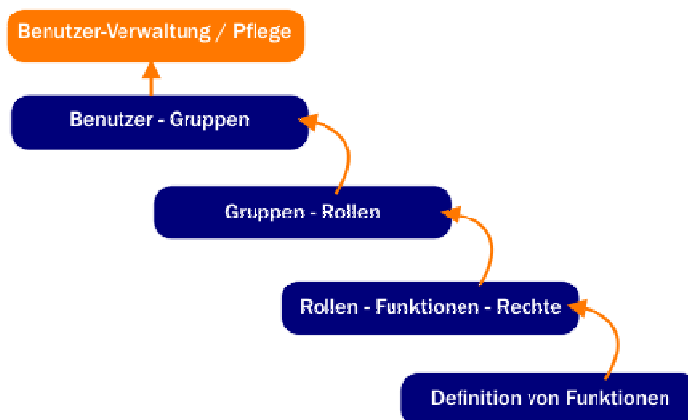 Benutzer-Verwaltung / Pflege
Benutzer - Gruppen
Gruppen - Rollen
Rollen - Funktionen - Rechte
Definition von Funktionen